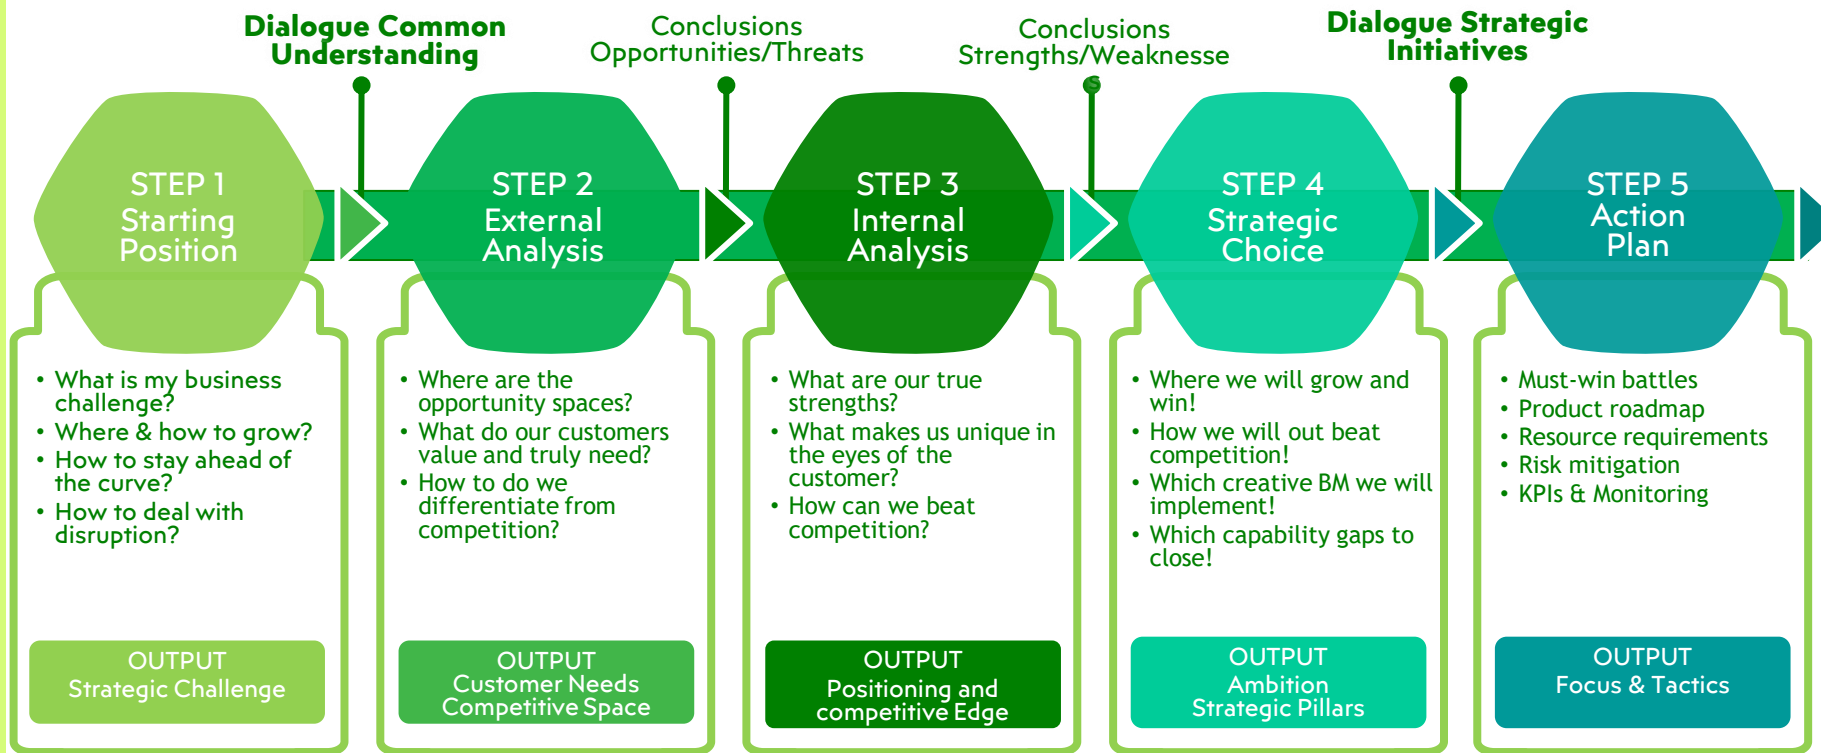 Dialogue Common
Understanding
Conclusions
Opportunities/Threats
Conclusions
Strengths/Weaknesse
s
Dialogue Strategic
Initiatives
STEP 1
Starting
Position
STEP 2
External
Analysis
STEP 3
Internal
Analysis
STEP 4
Strategic
Choice
STEP 5
Action
Plan
• What is my business
challenge?
• Where & how to grow?
• How to stay ahead of
the curve?
• How to deal with
disruption?
• Where are the
opportunity spaces?
• What do our customers
value and truly need?
• How to do we
differentiate from
competition?
• What are our true
strengths?
• What makes us unique in
the eyes of the
customer?
• How can we beat
competition?
• Where we will grow and
win!
• How we will out beat
competition!
• Which creative BM we will
implement!
• Which capability gaps to
close!
• Must-win battles
• Product roadmap
• Resource requirements
• Risk mitigation
• KPIs & Monitoring
OUTPUT
Strategic Challenge
OUTPUT
Customer Needs
Competitive Space
OUTPUT
Positioning and
competitive Edge
OUTPUT
Ambition
Strategic Pillars
OUTPUT
Focus & Tactics